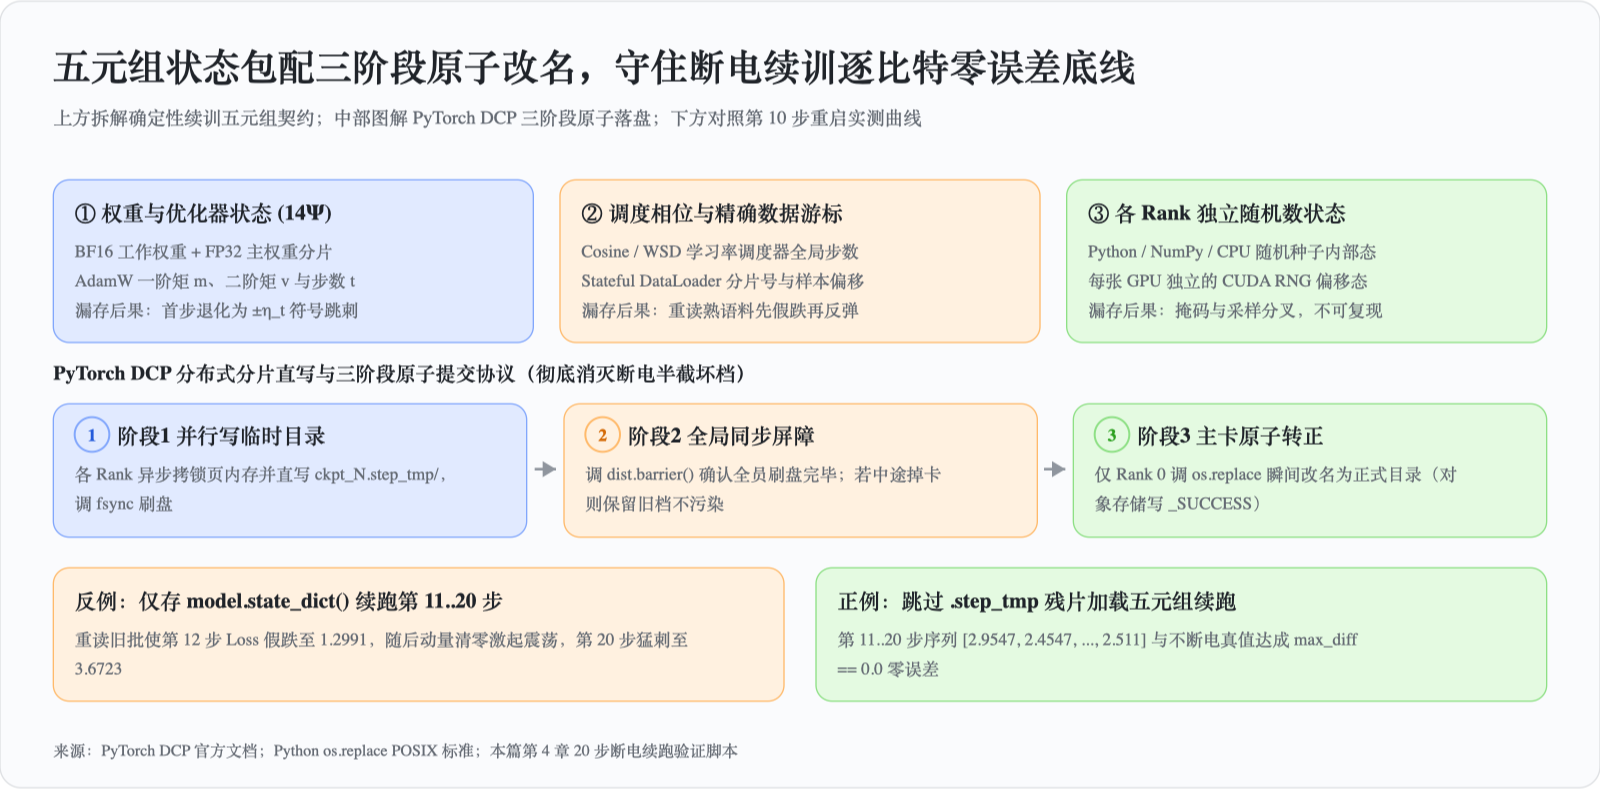 五元组状态包配三阶段原子改名，守住断电续训逐比特零误差底线
上方拆解确定性续训五元组契约；中部图解 PyTorch DCP 三阶段原子落盘；下方对照第 10 步重启实测曲线
① 权重与优化器状态 (14Ψ)
BF16 工作权重 + FP32 主权重分片
AdamW 一阶矩 m、二阶矩 v 与步数 t
漏存后果：首步退化为 ±η_t 符号跳刺
② 调度相位与精确数据游标
Cosine / WSD 学习率调度器全局步数
Stateful DataLoader 分片号与样本偏移
漏存后果：重读熟语料先假跌再反弹
③ 各 Rank 独立随机数状态
Python / NumPy / CPU 随机种子内部态
每张 GPU 独立的 CUDA RNG 偏移态
漏存后果：掩码与采样分叉，不可复现
PyTorch DCP 分布式分片直写与三阶段原子提交协议（彻底消灭断电半截坏档）
1 阶段1 并行写临时目录
各 Rank 异步拷锁页内存并直写 ckpt_N.step_tmp/，
调 fsync 刷盘
2 阶段2 全局同步屏障
调 dist.barrier() 确认全员刷盘完毕；若中途掉卡
则保留旧档不污染
3 阶段3 主卡原子转正
仅 Rank 0 调 os.replace 瞬间改名为正式目录（对
象存储写 _SUCCESS）
反例：仅存 model.state_dict() 续跑第 11..20 步
重读旧批使第 12 步 Loss 假跌至 1.2991，随后动量清零激起震荡，第 20 步猛刺至
3.6723
正例：跳过 .step_tmp 残片加载五元组续跑
第 11..20 步序列 [2.9547, 2.4547, ..., 2.511] 与不断电真值达成 max_diff
== 0.0 零误差
来源：PyTorch DCP 官方文档；Python os.replace POSIX 标准；本篇第 4 章 20 步断电续跑验证脚本